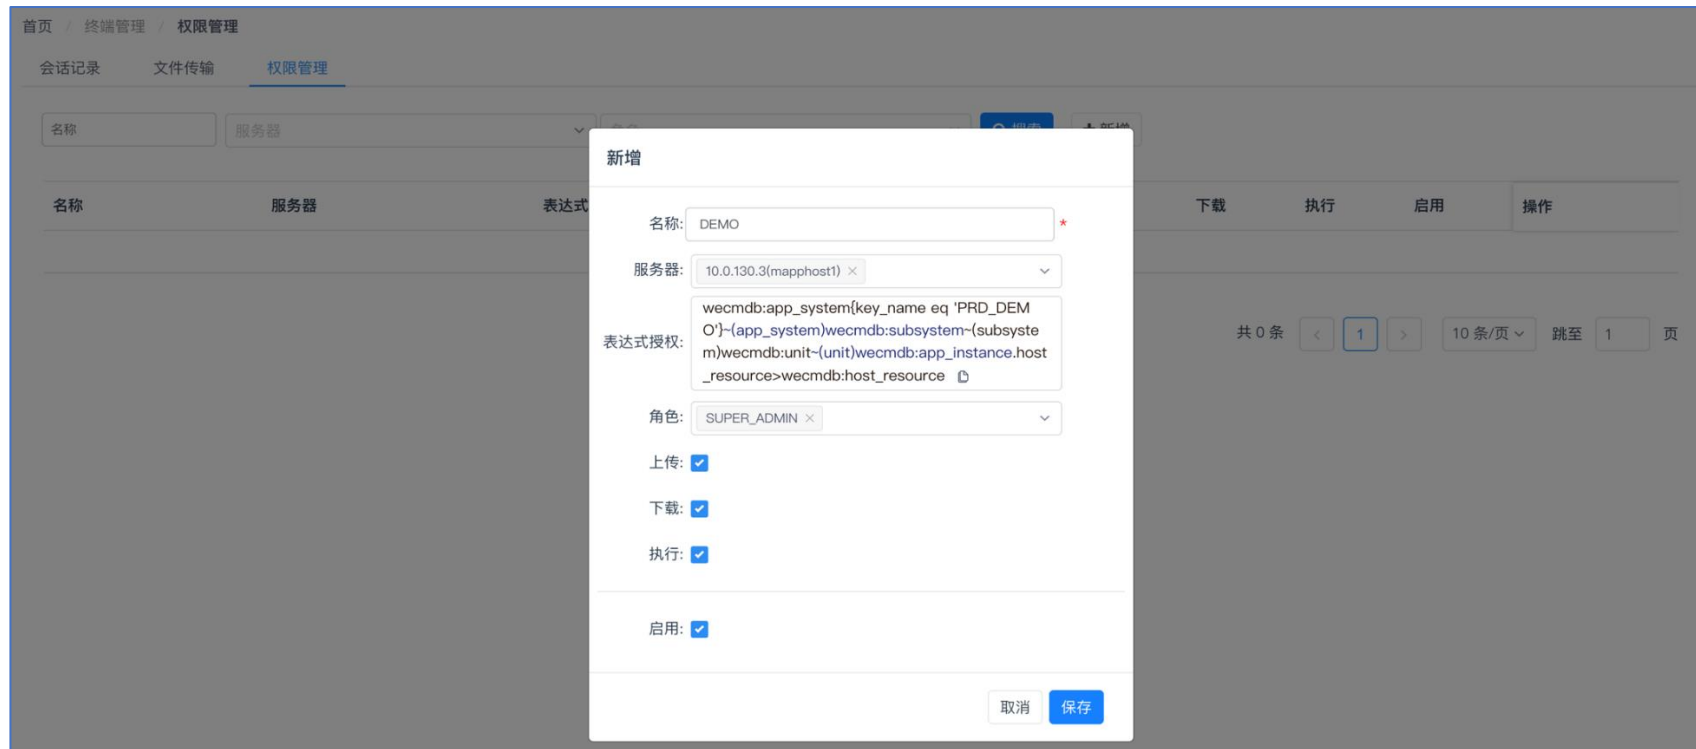 首页 / 终端管理 / 权限管理
会话记录 文件传输 权限管理
名称 服务器 搜索 新增
新增
名称 服务器 表达式 下载 执行 启用 操作
名称: DEMO *
服务器: 10.0.130.3(mapphost1) ×
表达式授权:
wecmdb:app_system{key_name eq 'PRD_DEM
O'}~(app_system)wecmdb:subsystem~(subsyste
m)wecmdb:unit~(unit)wecmdb:app_instance.host
_resource>wecmdb:host_resource
共 0 条 < 1 > 10 条/页 跳至 1 页
角色: SUPER_ADMIN ×
上传:
下载:
执行:
启用:
取消 保存